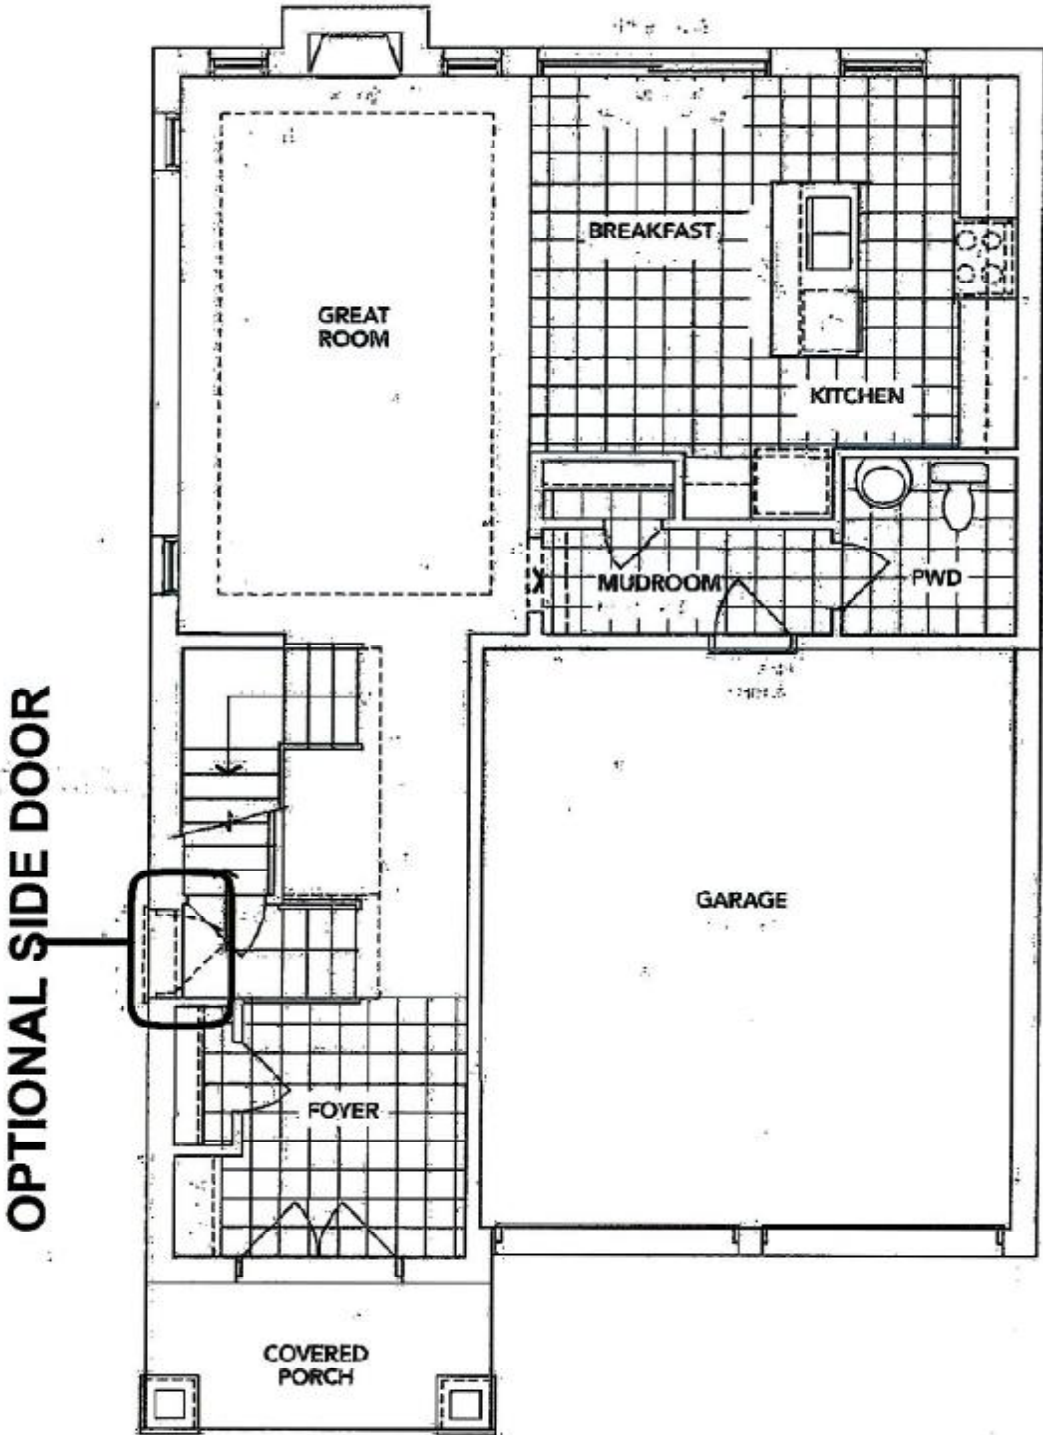 BREAKFAST
GREAT
ROOM
KITCHEN
MUDROOM
PWD
OPTIONAL SIDE DOOR
GARAGE
FOYER
COVERED
PORCH